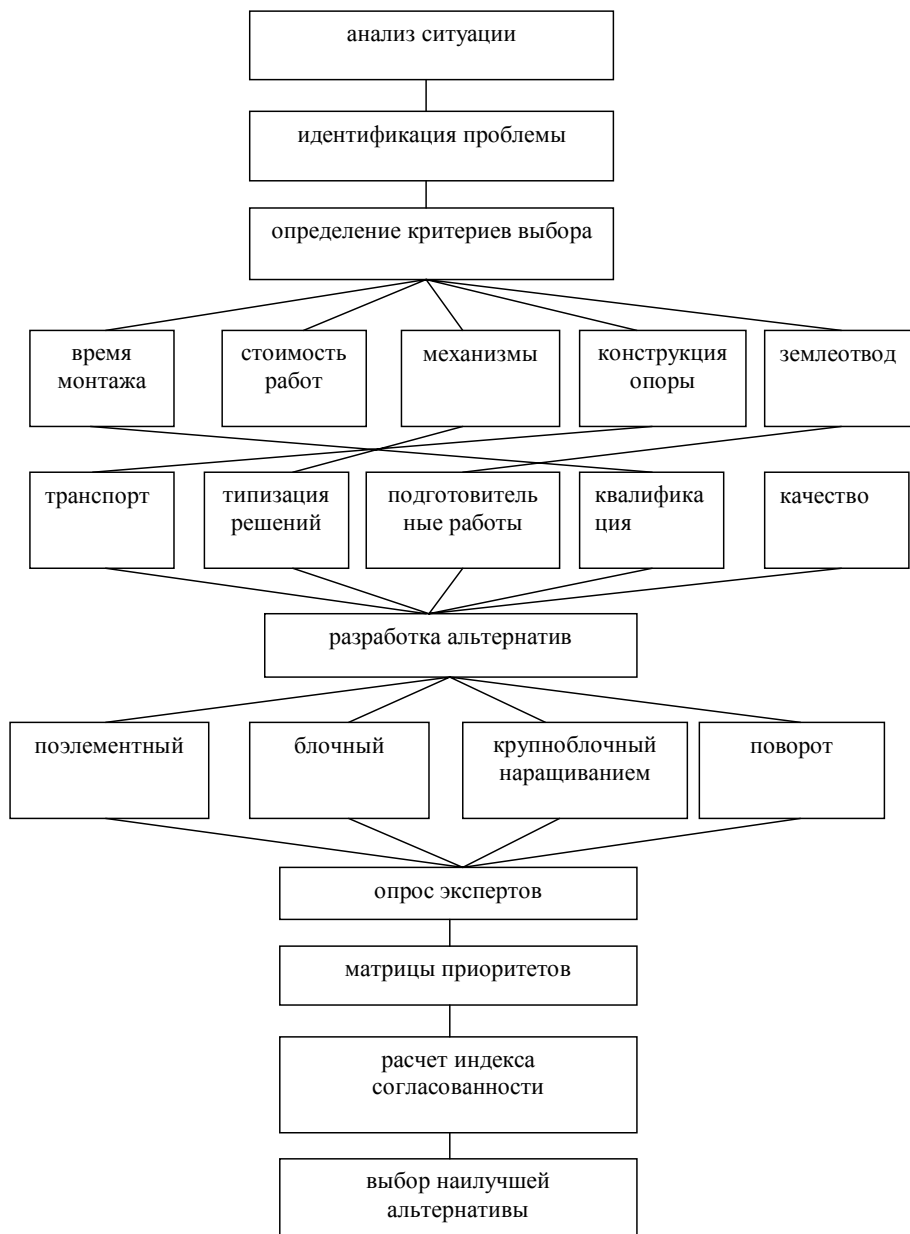 анализ ситуации
идентификация проблемы
определение критериев выбора
время
монтажа
стоимость
работ
механизмы
конструкция
опоры
землеотвод
транспорт
типизация
решений
подготовитель
ные работы
квалифика
ция
качество
разработка альтернатив
поэлементный
блочный
крупноблочный
наращиванием
поворот
опрос экспертов
матрицы приоритетов
расчет индекса
согласованности
выбор наилучшей
альтернативы